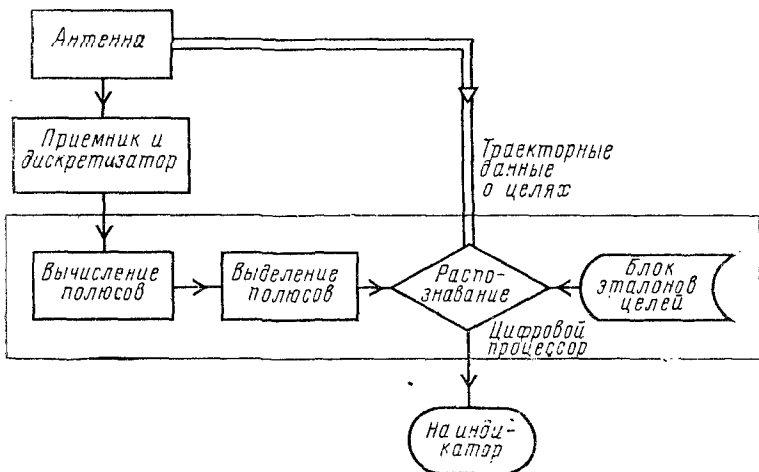 Антенна
Приемник и
дискретизатор
Траекторные
данные
о целях
Вычисление
полюсов
Выделение
полюсов
Распо-
знавание
Блок
эталонов
целей
Цифровой
процессор
На инди-
катор